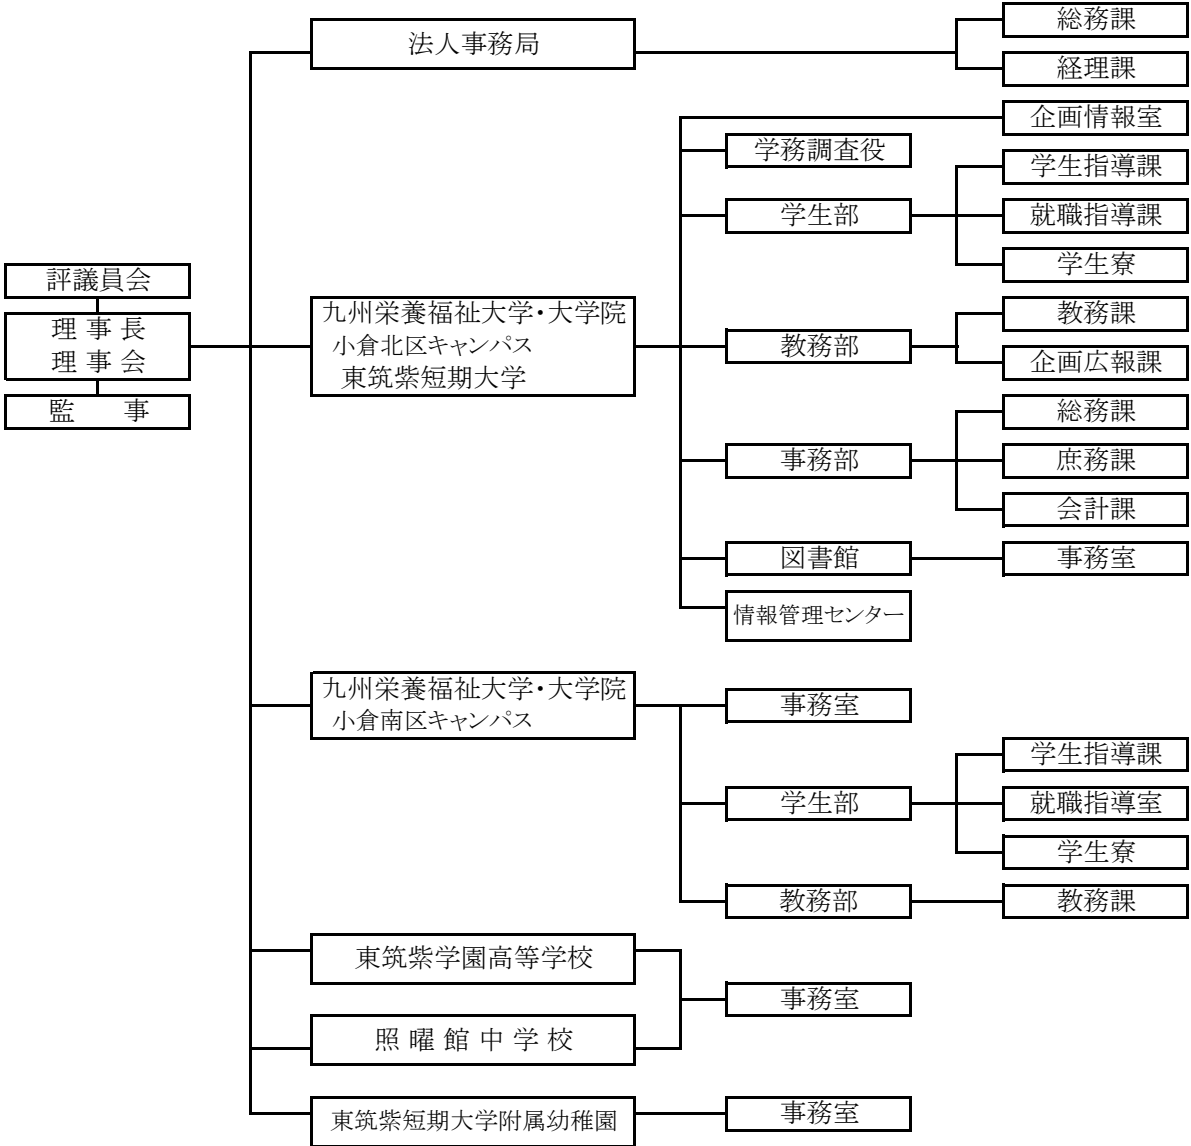 評議員会
理事長
理事会
監 事
法人事務局
総務課
経理課
九州栄養福祉大学・大学院
小倉北区キャンパス
東筑紫短期大学
企画情報室
学務調査役
学生部
学生指導課
就職指導課
学生寮
教務部
教務課
企画広報課
事務部
総務課
庶務課
会計課
図書館
事務室
情報管理センター
九州栄養福祉大学・大学院
小倉南区キャンパス
事務室
学生部
学生指導課
就職指導室
学生寮
教務部
教務課
東筑紫学園高等学校
照曜館中学校
事務室
東筑紫短期大学附属幼稚園
事務室